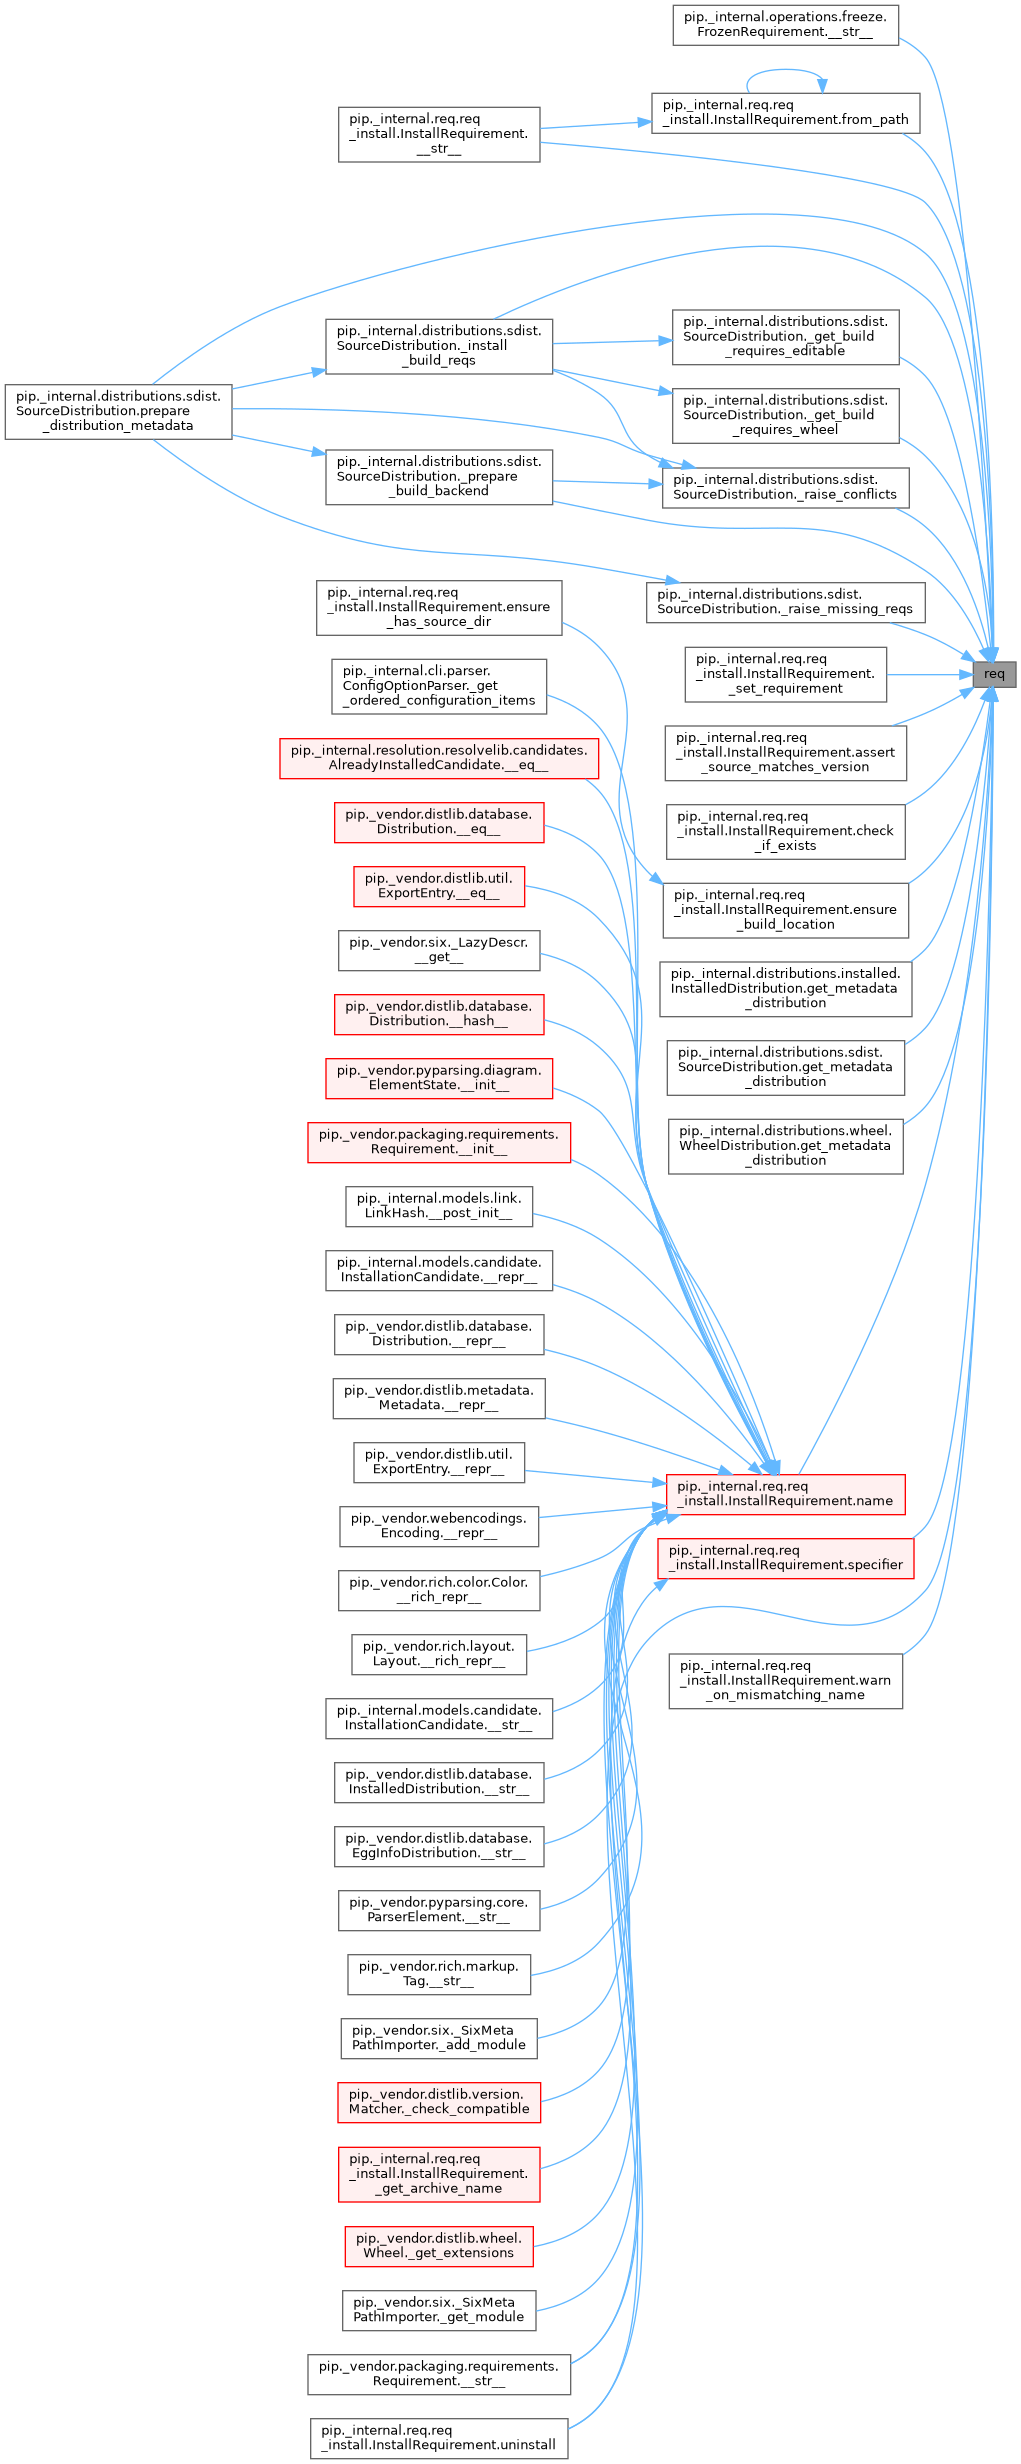 pip._internal.operations.freeze.
FrozenRequirement.__str__
pip._internal.req.req
_install.InstallRequirement.from_path
pip._internal.req.req
_install.InstallRequirement.
__str__
pip._internal.distributions.sdist.
SourceDistribution._install
_build_reqs
pip._internal.distributions.sdist.
SourceDistribution._get_build
_requires_editable
pip._internal.distributions.sdist.
SourceDistribution.prepare
_distribution_metadata
pip._internal.distributions.sdist.
SourceDistribution._get_build
_requires_wheel
pip._internal.distributions.sdist.
SourceDistribution._prepare
_build_backend
pip._internal.distributions.sdist.
SourceDistribution._raise_conflicts
pip._internal.req.req
_install.InstallRequirement.ensure
_has_source_dir
pip._internal.distributions.sdist.
SourceDistribution._raise_missing_reqs
pip._internal.cli.parser.
ConfigOptionParser._get
_ordered_configuration_items
pip._internal.req.req
_install.InstallRequirement.
_set_requirement
req
pip._internal.resolution.resolvelib.candidates.
AlreadyInstalledCandidate.__eq__
pip._internal.req.req
_install.InstallRequirement.assert
_source_matches_version
pip._vendor.distlib.database.
Distribution.__eq__
pip._internal.req.req
_install.InstallRequirement.check
_if_exists
pip._vendor.distlib.util.
ExportEntry.__eq__
pip._internal.req.req
_install.InstallRequirement.ensure
_build_location
pip._vendor.six._LazyDescr.
__get__
pip._internal.distributions.installed.
InstalledDistribution.get_metadata
_distribution
pip._vendor.distlib.database.
Distribution.__hash__
pip._internal.distributions.sdist.
SourceDistribution.get_metadata
_distribution
pip._vendor.pyparsing.diagram.
ElementState.__init__
pip._internal.distributions.wheel.
WheelDistribution.get_metadata
_distribution
pip._vendor.packaging.requirements.
Requirement.__init__
pip._internal.models.link.
LinkHash.__post_init__
pip._internal.models.candidate.
InstallationCandidate.__repr__
pip._vendor.distlib.database.
Distribution.__repr__
pip._vendor.distlib.metadata.
Metadata.__repr__
pip._vendor.distlib.util.
ExportEntry.__repr__
pip._internal.req.req
_install.InstallRequirement.name
pip._vendor.webencodings.
Encoding.__repr__
pip._internal.req.req
_install.InstallRequirement.specifier
pip._vendor.rich.color.Color.
__rich_repr__
pip._vendor.rich.layout.
Layout.__rich_repr__
pip._internal.req.req
_install.InstallRequirement.warn
_on_mismatching_name
pip._internal.models.candidate.
InstallationCandidate.__str__
pip._vendor.distlib.database.
InstalledDistribution.__str__
pip._vendor.distlib.database.
EggInfoDistribution.__str__
pip._vendor.pyparsing.core.
ParserElement.__str__
pip._vendor.rich.markup.
Tag.__str__
pip._vendor.six._SixMeta
PathImporter._add_module
pip._vendor.distlib.version.
Matcher._check_compatible
pip._internal.req.req
_install.InstallRequirement.
_get_archive_name
pip._vendor.distlib.wheel.
Wheel._get_extensions
pip._vendor.six._SixMeta
PathImporter._get_module
pip._vendor.packaging.requirements.
Requirement.__str__
pip._internal.req.req
_install.InstallRequirement.uninstall